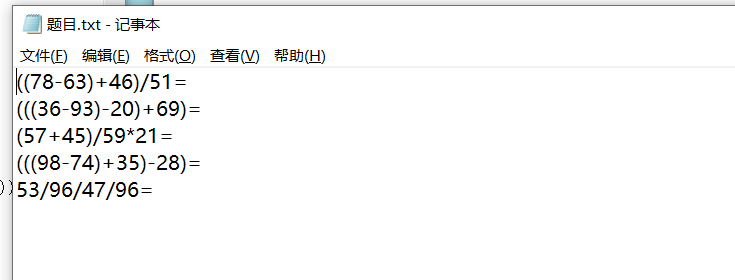 题目.txt - 记事本
文件(F) 编辑(E) 格式(O) 查看(V) 帮助(H)
((78-63)+46)/51=
(((36-93)-20)+69)=
(57+45)/59*21=
(((98-74)+35)-28)=
53/96/47/96=